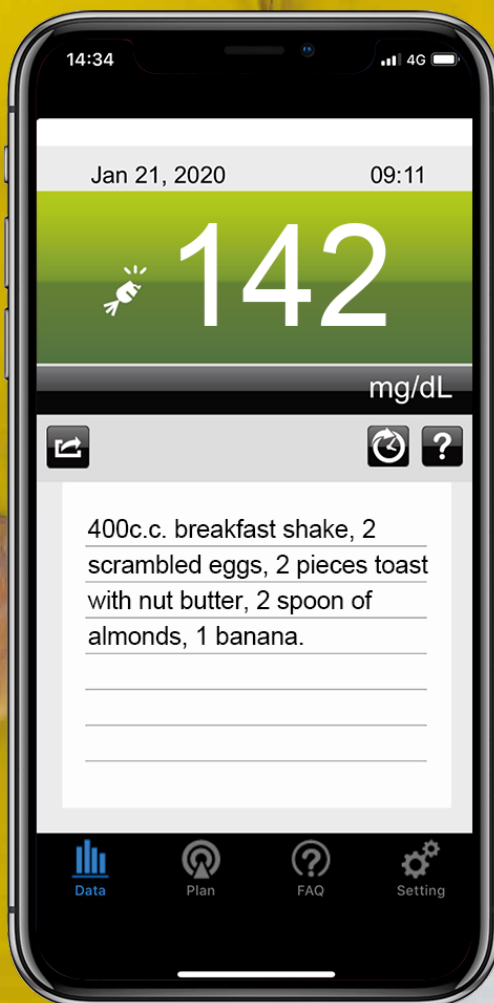 14:34
4G
Jan 21, 2020 09:11
142
mg/dL
?
400c.c. breakfast shake, 2
scrambled eggs, 2 pieces toast
with nut butter, 2 spoon of
almonds, 1 banana.
?
Data Plan FAQ Setting